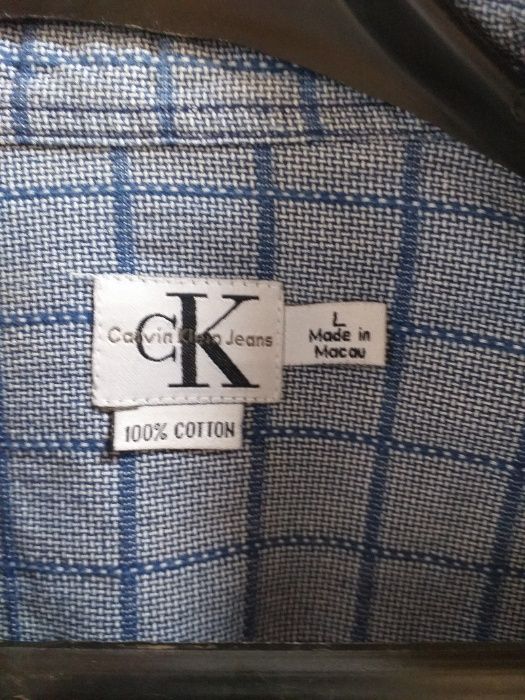 CK
Calvin Klein Jeans
L
Made in
Macau
100% COTTON